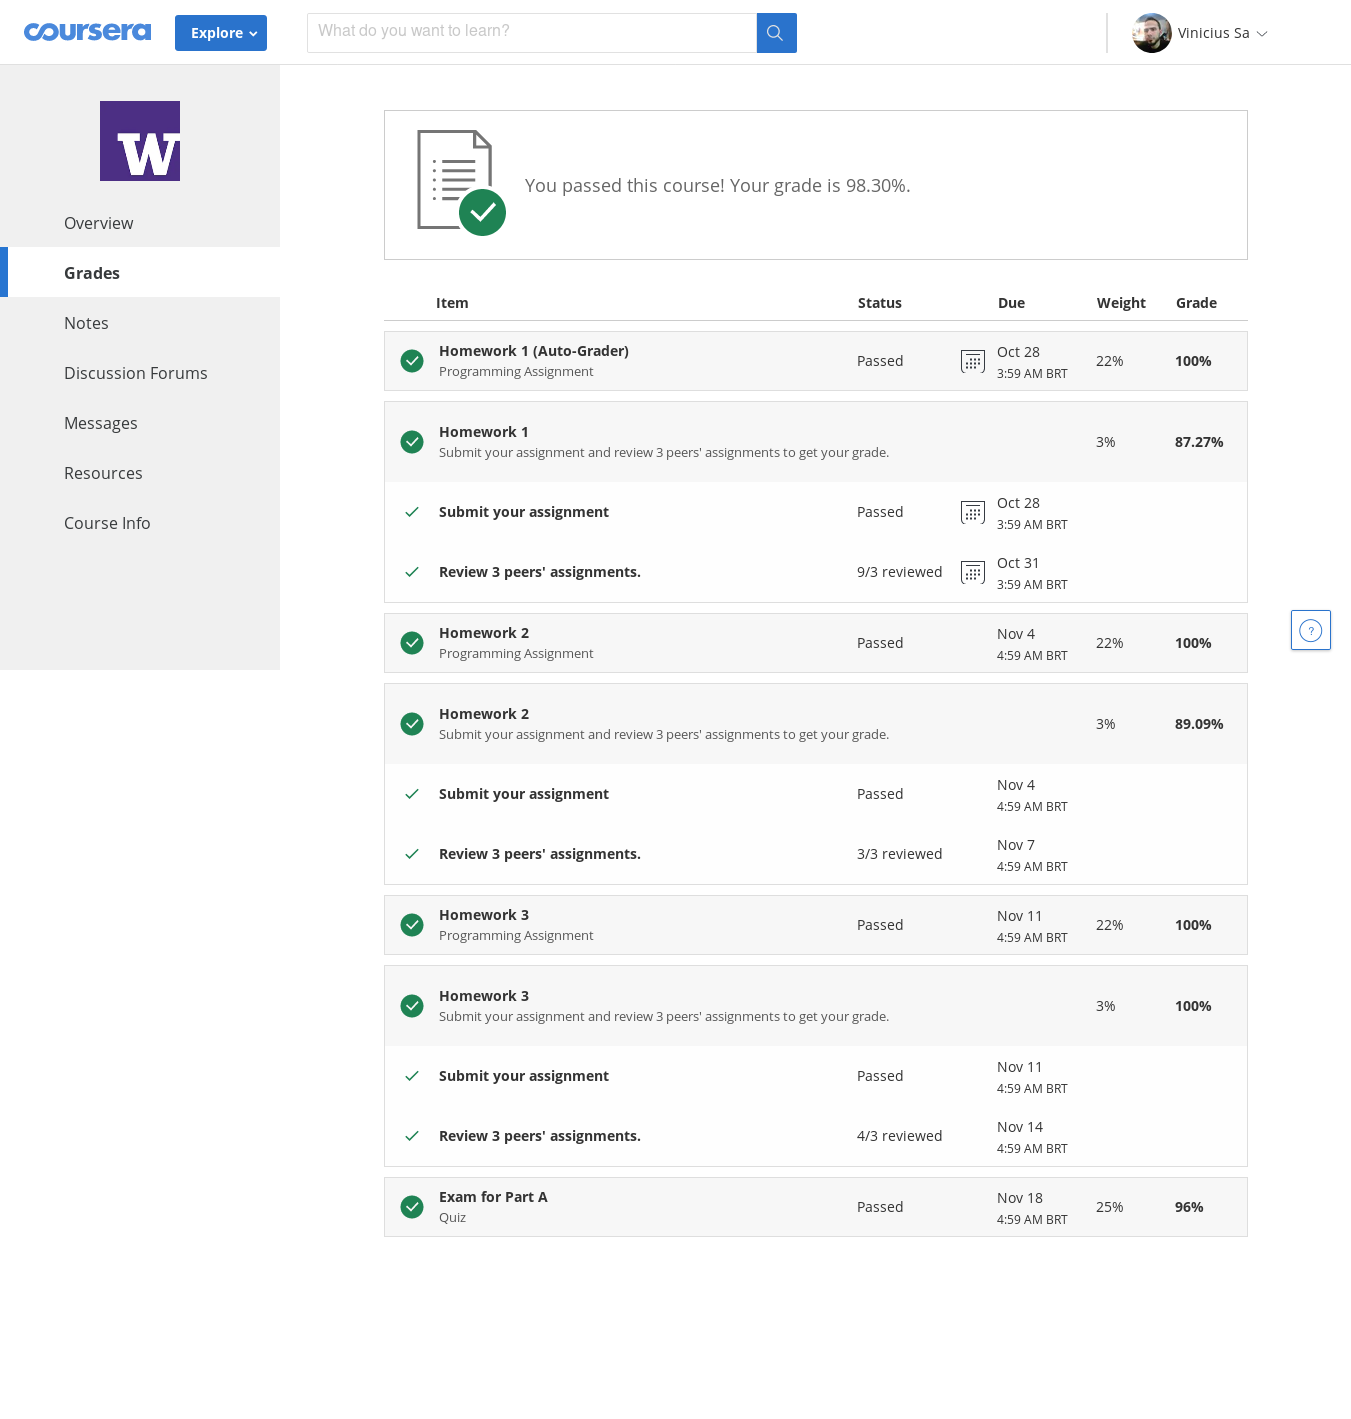 coursera
Explore
What do you want to learn?
Vinicius Sa
W
Overview
Grades
Notes
Discussion Forums
Messages
Resources
Course Info
You passed this course! Your grade is 98.30%.
Item Status Due Weight Grade
Homework 1 (Auto-Grader)
Programming Assignment
Passed
Oct 28
3:59 AM BRT
22%
100%
Homework 1
Submit your assignment and review 3 peers' assignments to get your grade.
3%
87.27%
Submit your assignment
Passed
Oct 28
3:59 AM BRT
Review 3 peers' assignments.
9/3 reviewed
Oct 31
3:59 AM BRT
Homework 2
Programming Assignment
Passed
Nov 4
4:59 AM BRT
22%
100%
Homework 2
Submit your assignment and review 3 peers' assignments to get your grade.
3%
89.09%
Submit your assignment
Passed
Nov 4
4:59 AM BRT
Review 3 peers' assignments.
3/3 reviewed
Nov 7
4:59 AM BRT
Homework 3
Programming Assignment
Passed
Nov 11
4:59 AM BRT
22%
100%
Homework 3
Submit your assignment and review 3 peers' assignments to get your grade.
3%
100%
Submit your assignment
Passed
Nov 11
4:59 AM BRT
Review 3 peers' assignments.
4/3 reviewed
Nov 14
4:59 AM BRT
Exam for Part A
Quiz
Passed
Nov 18
4:59 AM BRT
25%
96%
?